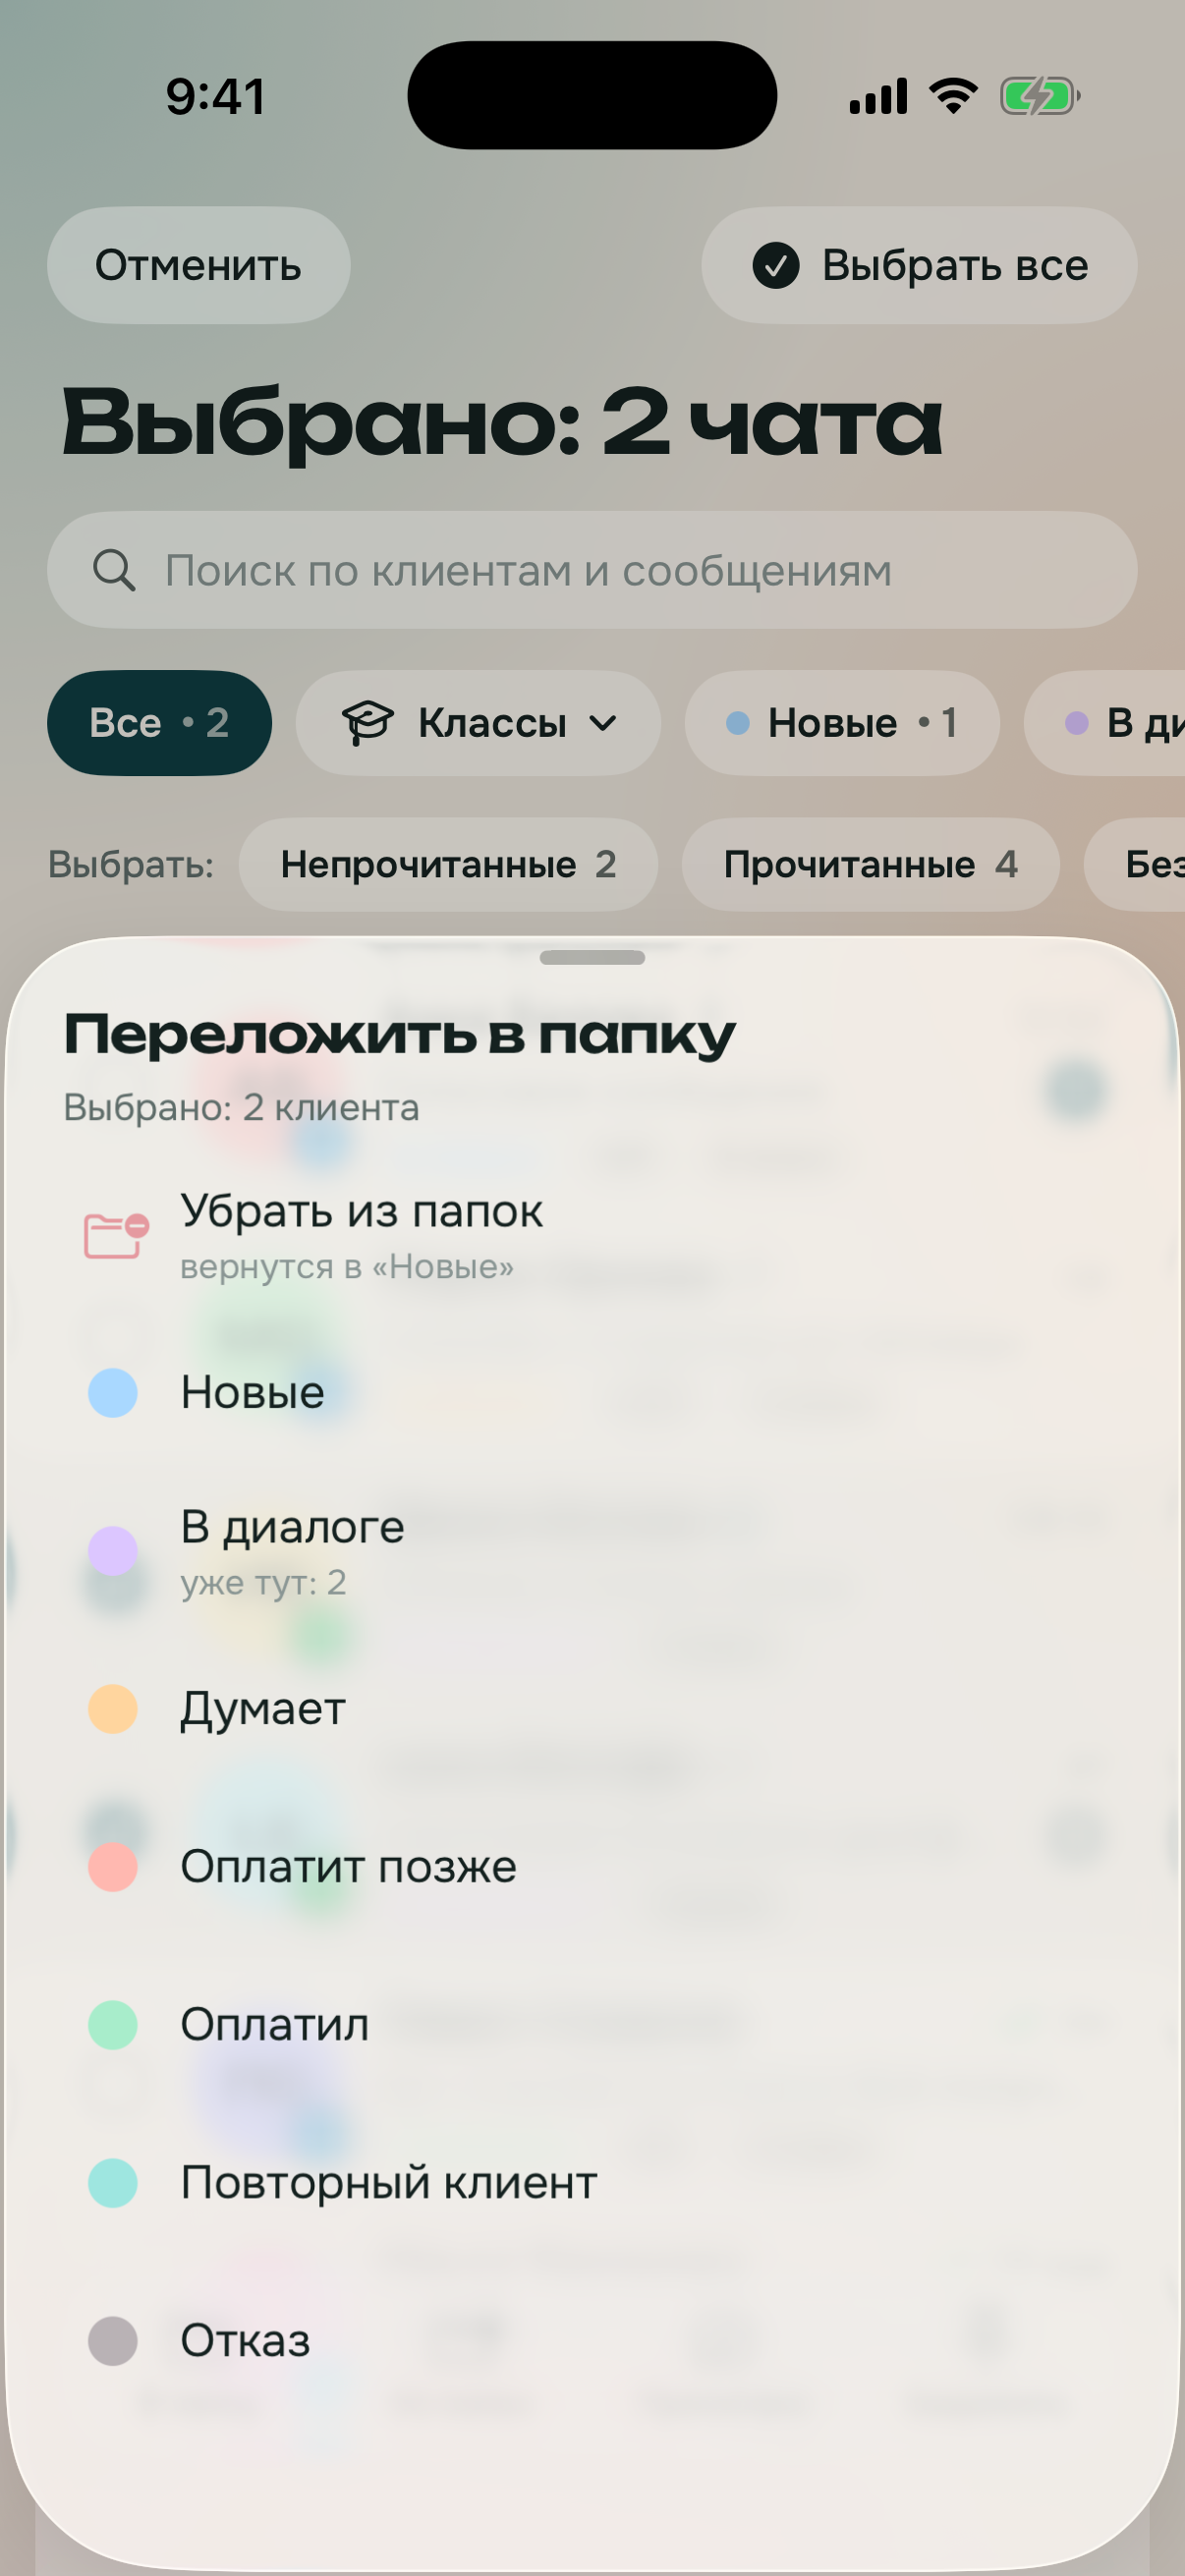 9:41
Отменить
Выбрать все
Выбрано: 2 чата
Поиск по клиентам и сообщениям
Все • 2
Классы
Новые • 1
В ди
Выбрать:
Непрочитанные 2
Прочитанные 4
Без
Переложить в папку
Выбрано: 2 клиента
Убрать из папок
вернутся в «Новые»
Новые
В диалоге
уже тут: 2
Думает
Оплатит позже
Оплатил
Повторный клиент
Отказ